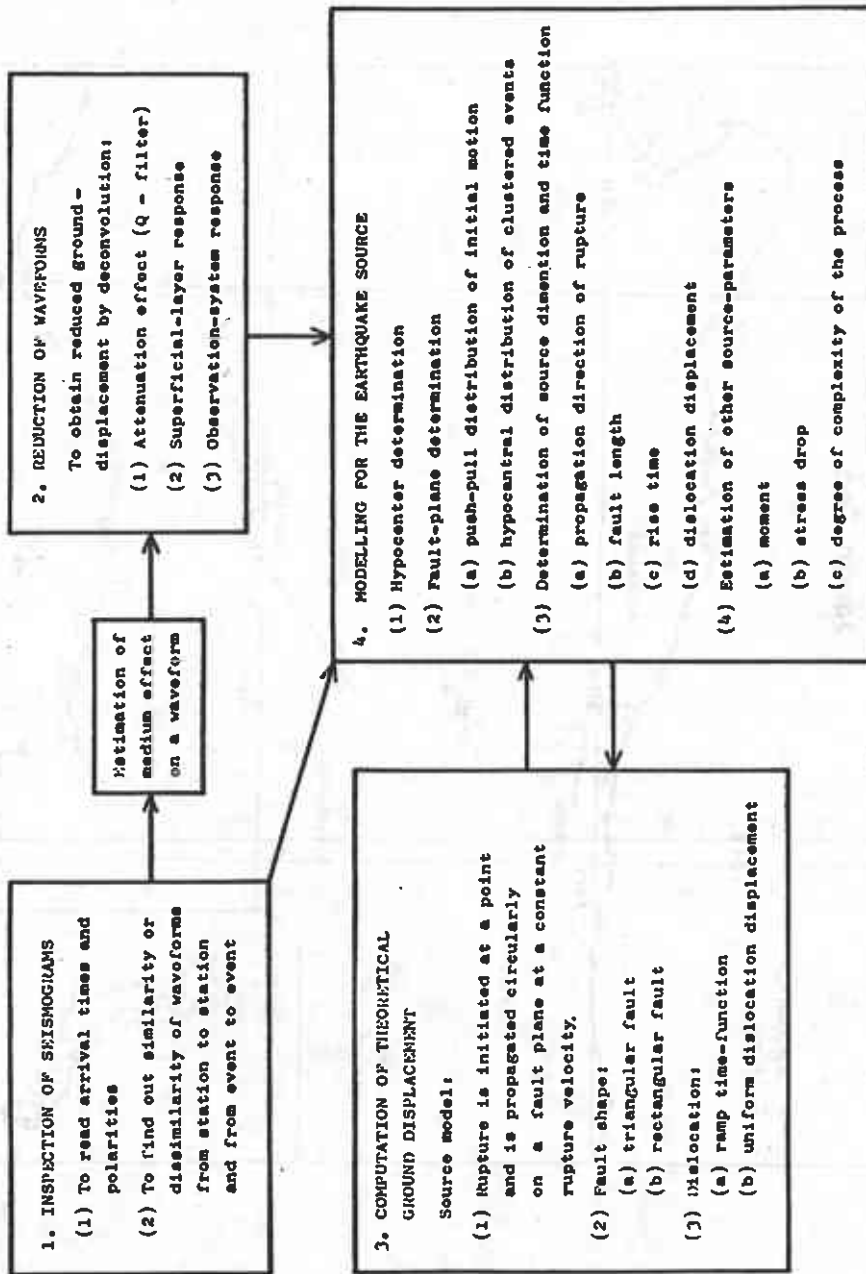 1. INSPECTION OF SEISMOGRAMS
(1) To read arrival times and
polarities
(2) To find out similarity or
dissimilarity of waveforms
from station to station
and from event to event
Estimation of
medium effect
on a waveform
2. REDUCTION OF WAVEFORMS
To obtain reduced ground -
displacement by deconvolution:
(1) Attenuation effect (Q - filter)
(2) Superficial-layer response
(3) Observation-system response
3. COMPUTATION OF THEORETICAL
GROUND DISPLACEMENT
Source model:
(1) Rupture is initiated at a point
and is propagated circularly
on a fault plane at a constant
rupture velocity.
(2) Fault shape:
(a) triangular fault
(b) rectangular fault
(3) Dislocation:
(a) ramp time-function
(b) uniform dislocation displacement
4. MODELLING FOR THE EARTHQUAKE SOURCE
(1) Hypocenter determination
(2) Fault-plane determination
(a) push-pull distribution of initial motion
(b) hypocentral distribution of clustered events
(3) Determination of source dimention and time function
(a) propagation direction of rupture
(b) fault length
(c) rise time
(d) dislocation displacement
(4) Estimation of other source-parameters
(a) moment
(b) stress drop
(c) degree of complexity of the process